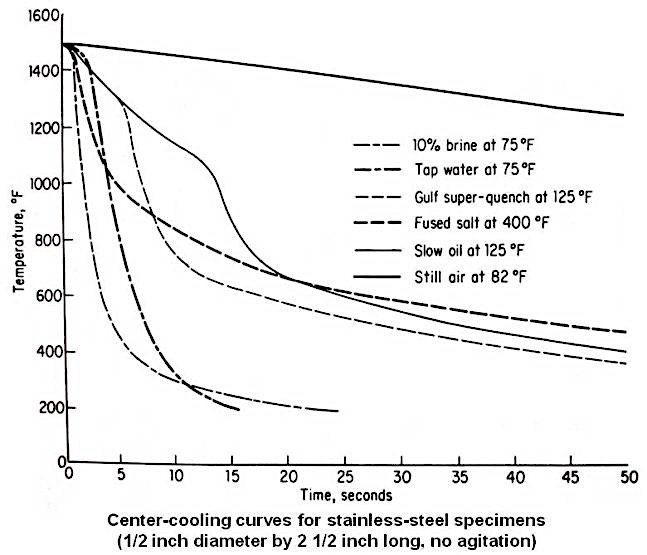 1600
1400
1200
1000
800
600
400
200
0
Temperature, °F
10% brine at 75°F
Tap water at 75°F
Gulf super-quench at 125°F
Fused salt at 400°F
Slow oil at 125°F
Still air at 82°F
0 5 10 15 20 25 30 35 40 45 50
Time, seconds
Center-cooling curves for stainless-steel specimens
(1/2 inch diameter by 2 1/2 inch long, no agitation)